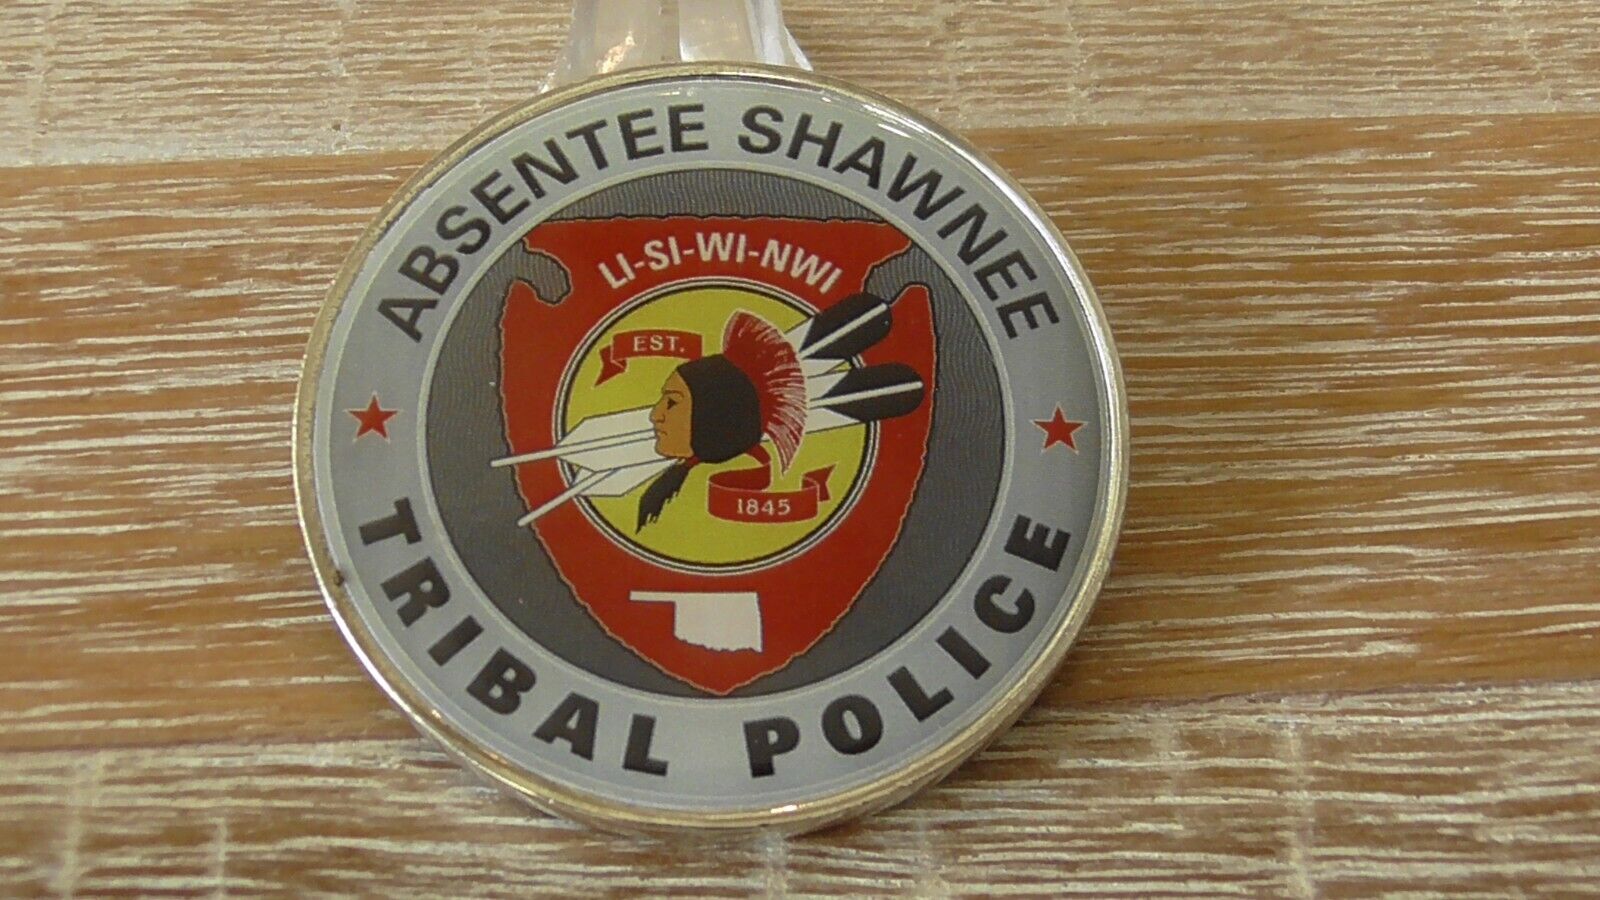 ABSENTEE SHAWNEE
LI-SI-WI-NWI
EST.
1845
TRIBAL POLICE